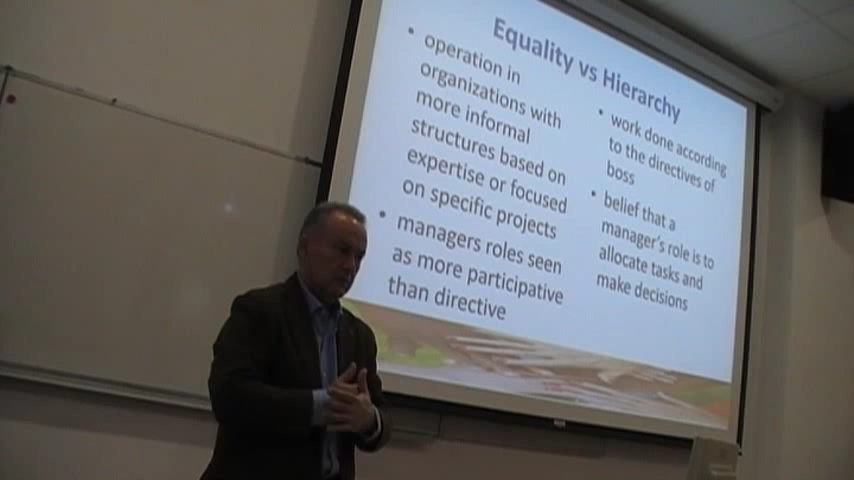 Equality vs Hierarchy
• operation in
organizations with
more informal
structures based on
expertise or focused
on specific projects
• managers roles seen
as more participative
than directive
• work done according
to the directives of
boss
• belief that a
manager's role is to
allocate tasks and
make decisions